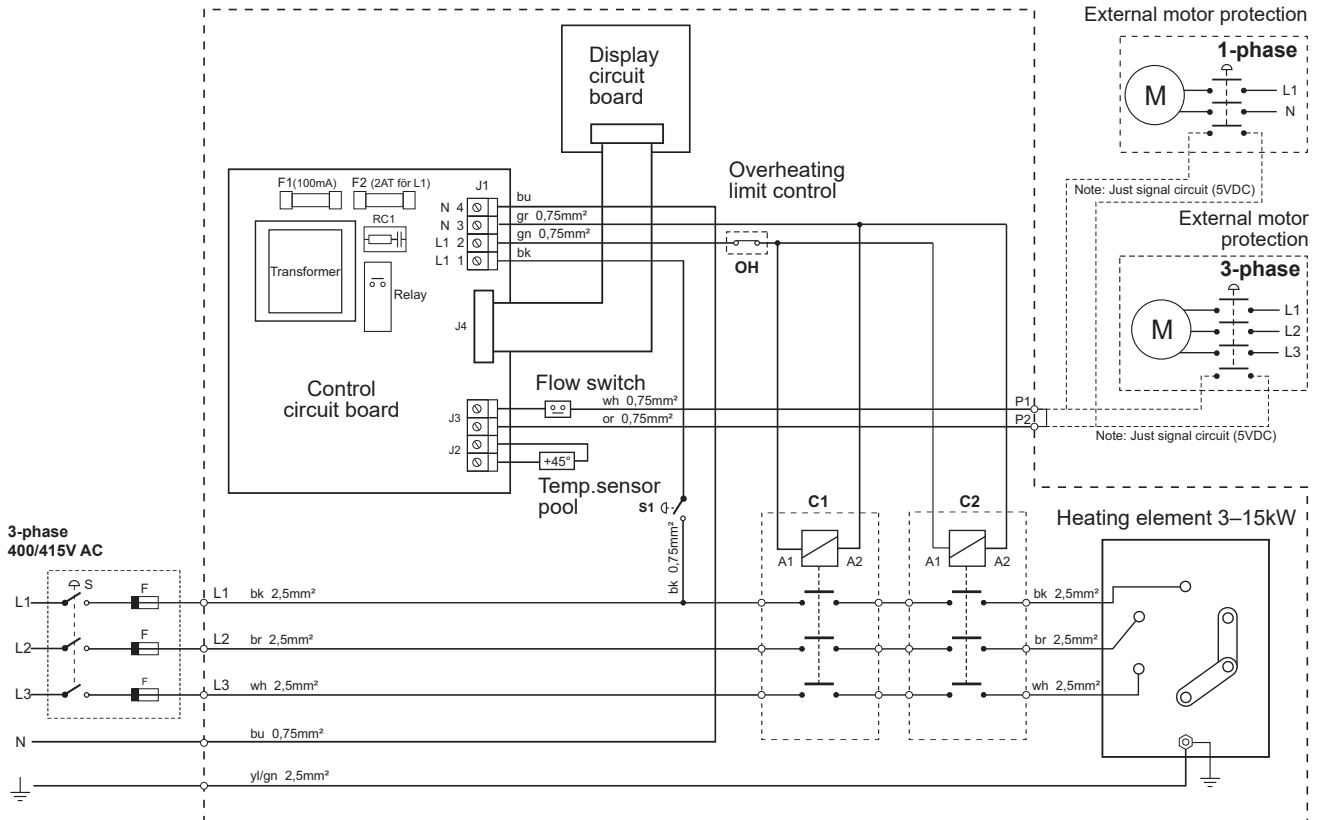 External motor protection
1-phase
M
L1
N
Note: Just signal circuit (5VDC)
External motor
protection
3-phase
M
L1
L2
L3
Note: Just signal circuit (5VDC)
Display
circuit
board
Overheating
limit control
OH
F1(100mA)
F2 (2AT för L1)
J1
RC1
Transformer
Relay
N 4
N 3
L1 2
L1 1
bu
gr 0,75mm²
gn 0,75mm²
bk
J4
Control
circuit board
Flow switch
wh 0,75mm²
or 0,75mm²
P1
P2
J3
J2
+45°
Temp.sensor
pool
S1
bk 0,75mm²
C1
A1
A2
C2
A1
A2
Heating element 3–15kW
3-phase
400/415V AC
S
F
L1
L1
bk 2,5mm²
bk 2,5mm²
F
L2
L2
br 2,5mm²
br 2,5mm²
F
L3
L3
wh 2,5mm²
wh 2,5mm²
N
bu 0,75mm²
yl/gn 2,5mm²